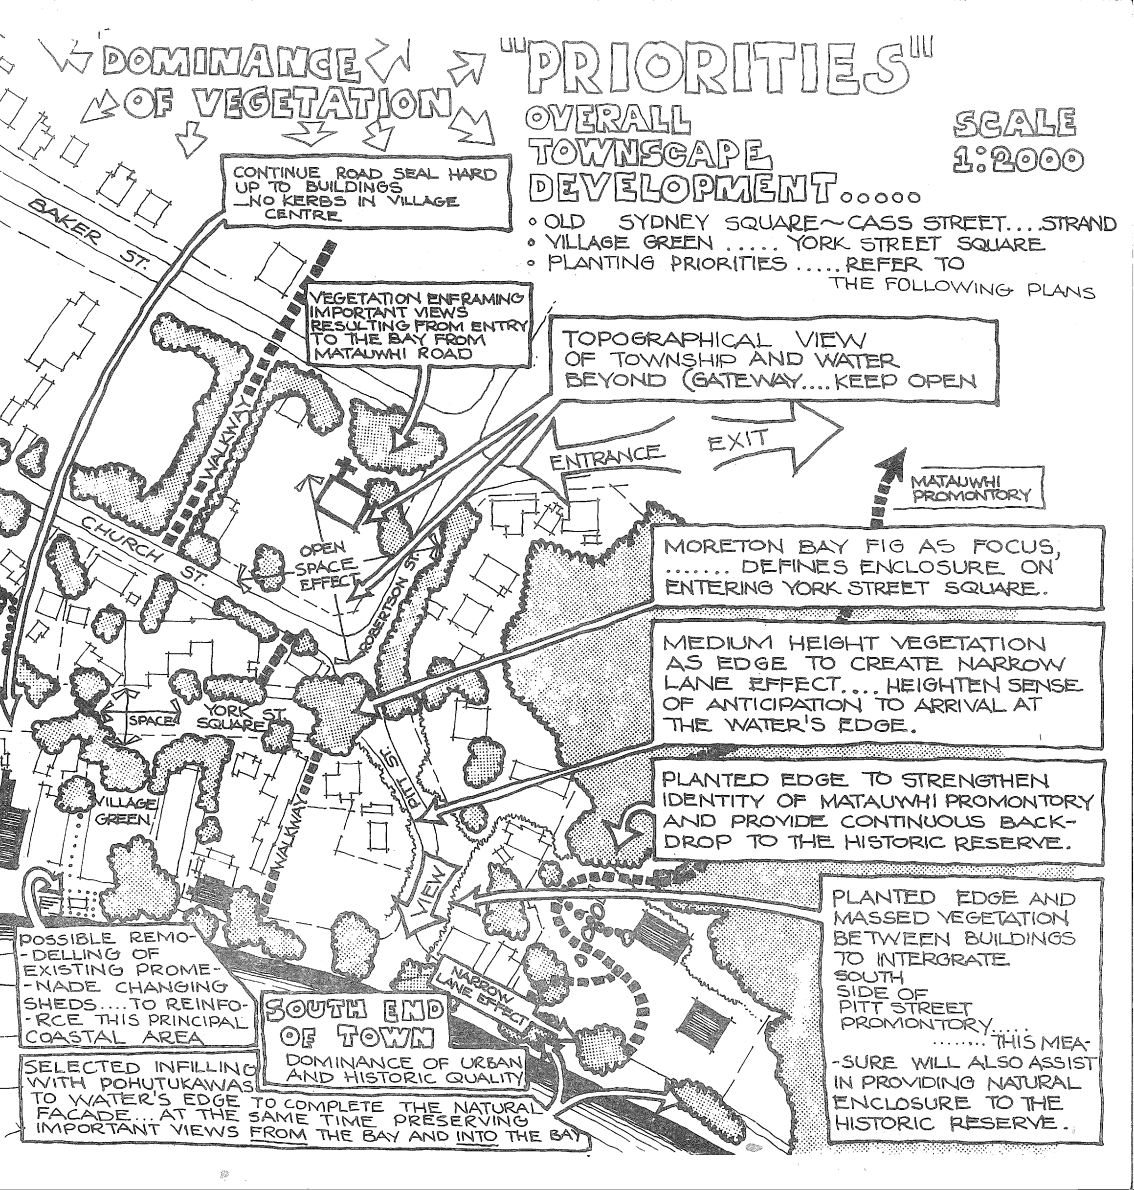 DOMINANCE
OF VEGETATION
"PRIORITIES"
OVERALL
TOWNSCAPE
DEVELOPMENT.....
SCALE
1:2000
• OLD SYDNEY SQUARE~CASS STREET....STRAND
• VILLAGE GREEN ..... YORK STREET SQUARE
• PLANTING PRIORITIES .....REFER TO
THE FOLLOWING PLANS
CONTINUE ROAD SEAL HARD
UP TO BUILDINGS
—NO KERBS IN VILLAGE
CENTRE
BAKER ST.
VEGETATION ENFRAMING
IMPORTANT VIEWS
RESULTING FROM ENTRY
TO THE BAY FROM
MATAUWHI ROAD
TOPOGRAPHICAL VIEW
OF TOWNSHIP AND WATER
BEYOND (GATEWAY....KEEP OPEN
ENTRANCE
EXIT
WALKWAY
MATAUWHI
PROMONTORY
CHURCH ST.
OPEN
SPACE
EFFECT
ROBERTSON ST.
MORETON BAY FIG AS FOCUS,
....... DEFINES ENCLOSURE ON
ENTERING YORK STREET SQUARE.
MEDIUM HEIGHT VEGETATION
AS EDGE TO CREATE NARROW
LANE EFFECT.... HEIGHTEN SENSE
OF ANTICIPATION TO ARRIVAL AT
THE WATER'S EDGE.
SPACE
YORK ST.
SQUARE
PITT ST.
PLANTED EDGE TO STRENGTHEN
IDENTITY OF MATAUWHI PROMONTORY
AND PROVIDE CONTINUOUS BACK-
DROP TO THE HISTORIC RESERVE.
VILLAGE
GREEN
WALKWAY
VIEW
PLANTED EDGE AND
MASSED VEGETATION
BETWEEN BUILDINGS
TO INTERGRATE
SOUTH
SIDE OF
PITT STREET
PROMONTORY.....
........THIS MEA-
-SURE WILL ALSO ASSIST
IN PROVIDING NATURAL
ENCLOSURE TO THE
HISTORIC RESERVE.
POSSIBLE REMO-
-DELLING OF
EXISTING PROME-
-NADE CHANGING
SHEDS....TO REINFO-
-RCE THIS PRINCIPAL
COASTAL AREA
NARROW
LANE EFFECT
SOUTH END
OF TOWN
DOMINANCE OF URBAN
AND HISTORIC QUALITY
SELECTED INFILLING
WITH POHUTUKAWAS
TO WATER'S EDGE TO COMPLETE THE NATURAL
FACADE... AT THE SAME TIME PRESERVING
IMPORTANT VIEWS FROM THE BAY AND INTO THE BAY